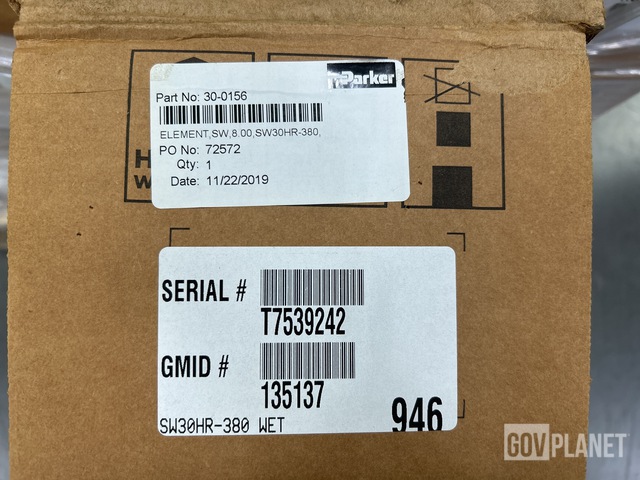 Parker
Part No: 30-0156
ELEMENT,SW,8.00,SW30HR-380,
PO No: 72572
Qty: 1
Date: 11/22/2019
H
W
SERIAL #
T7539242
GMID #
135137
SW30HR-380 WET
946
GOVPLANET